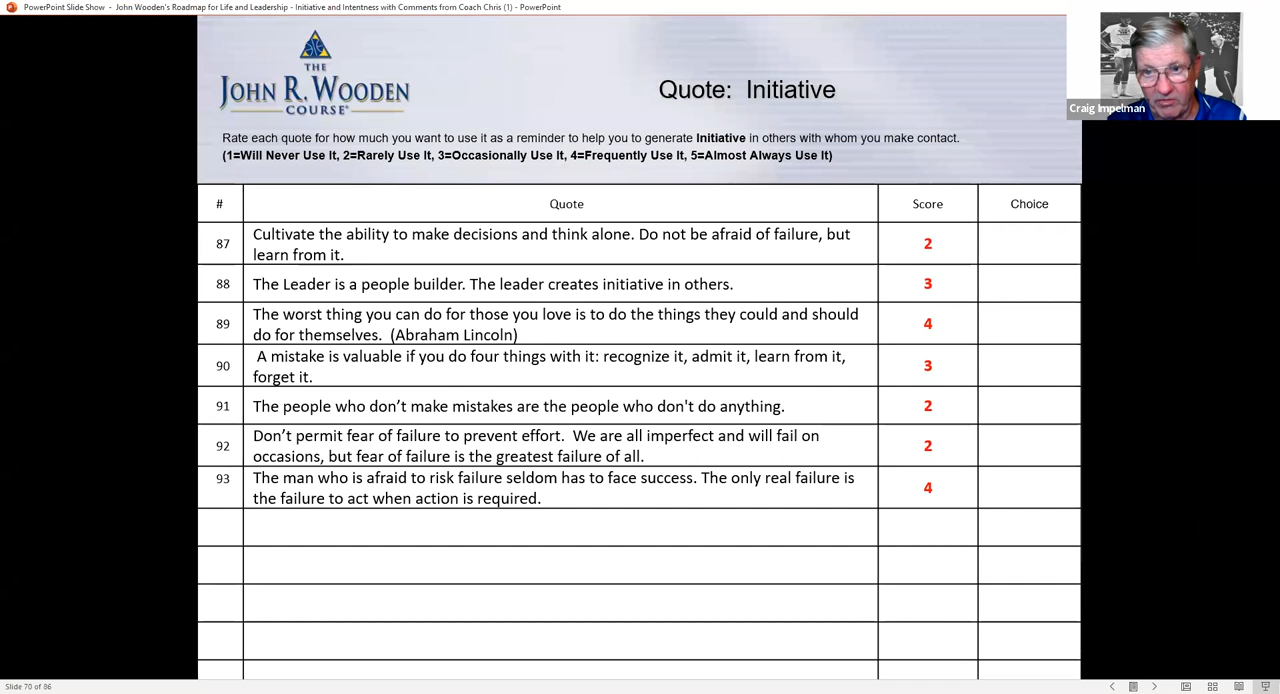 PowerPoint Slide Show - John Wooden's Roadmap for Life and Leadership - Initiative and Intentness with Comments from Coach Chris (1) - PowerPoint
THE
JOHN R. WOODEN
COURSE
Quote: Initiative
Craig Impelman
Rate each quote for how much you want to use it as a reminder to help you to generate Initiative in others with whom you make contact.
(1=Will Never Use It, 2=Rarely Use It, 3=Occasionally Use It, 4=Frequently Use It, 5=Almost Always Use It)
# Quote Score Choice
87 Cultivate the ability to make decisions and think alone. Do not be afraid of failure, but
learn from it. 2
88 The Leader is a people builder. The leader creates initiative in others. 3
89 The worst thing you can do for those you love is to do the things they could and should
do for themselves. (Abraham Lincoln) 4
90 A mistake is valuable if you do four things with it: recognize it, admit it, learn from it,
forget it. 3
91 The people who don’t make mistakes are the people who don't do anything. 2
92 Don’t permit fear of failure to prevent effort. We are all imperfect and will fail on
occasions, but fear of failure is the greatest failure of all. 2
93 The man who is afraid to risk failure seldom has to face success. The only real failure is
the failure to act when action is required. 4
Slide 70 of 86